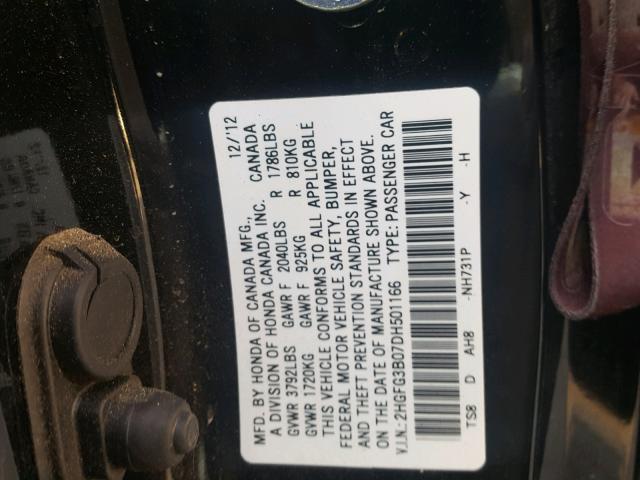 MFD. BY HONDA OF CANADA MFG., 12/'12
A DIVISION OF HONDA CANADA INC. CANADA
GVWR 3792LBS GAWR F 2040LBS R 1786LBS
GVWR 1720KG GAWR F 925KG R 810KG
THIS VEHICLE CONFORMS TO ALL APPLICABLE
FEDERAL MOTOR VEHICLE SAFETY, BUMPER,
AND THEFT PREVENTION STANDARDS IN EFFECT
ON THE DATE OF MANUFACTURE SHOWN ABOVE.
V.I.N.:2HGFG3B07DH501166 TYPE: PASSENGER CAR
TS8 D AH8 -NH731P -Y -H